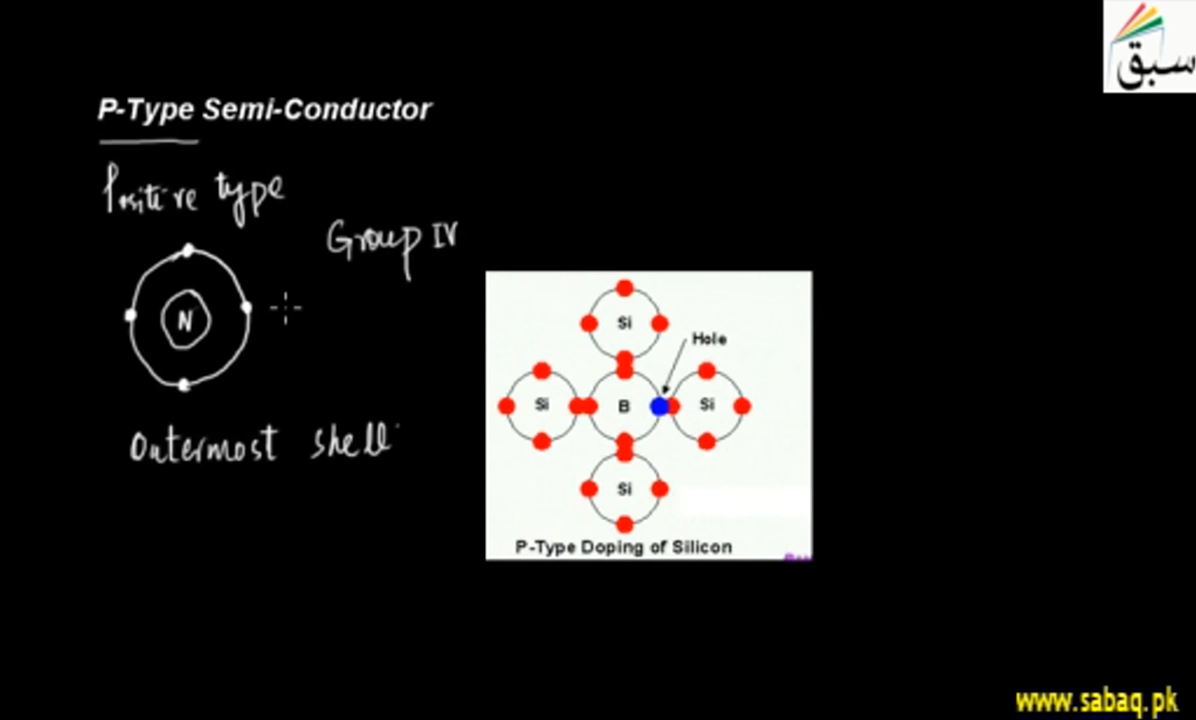 سبق
P-Type Semi-Conductor
Positive type
Group IV
N
Si
Hole
Si
B
Si
Outermost shell
Si
P-Type Doping of Silicon
www.sabaq.pk